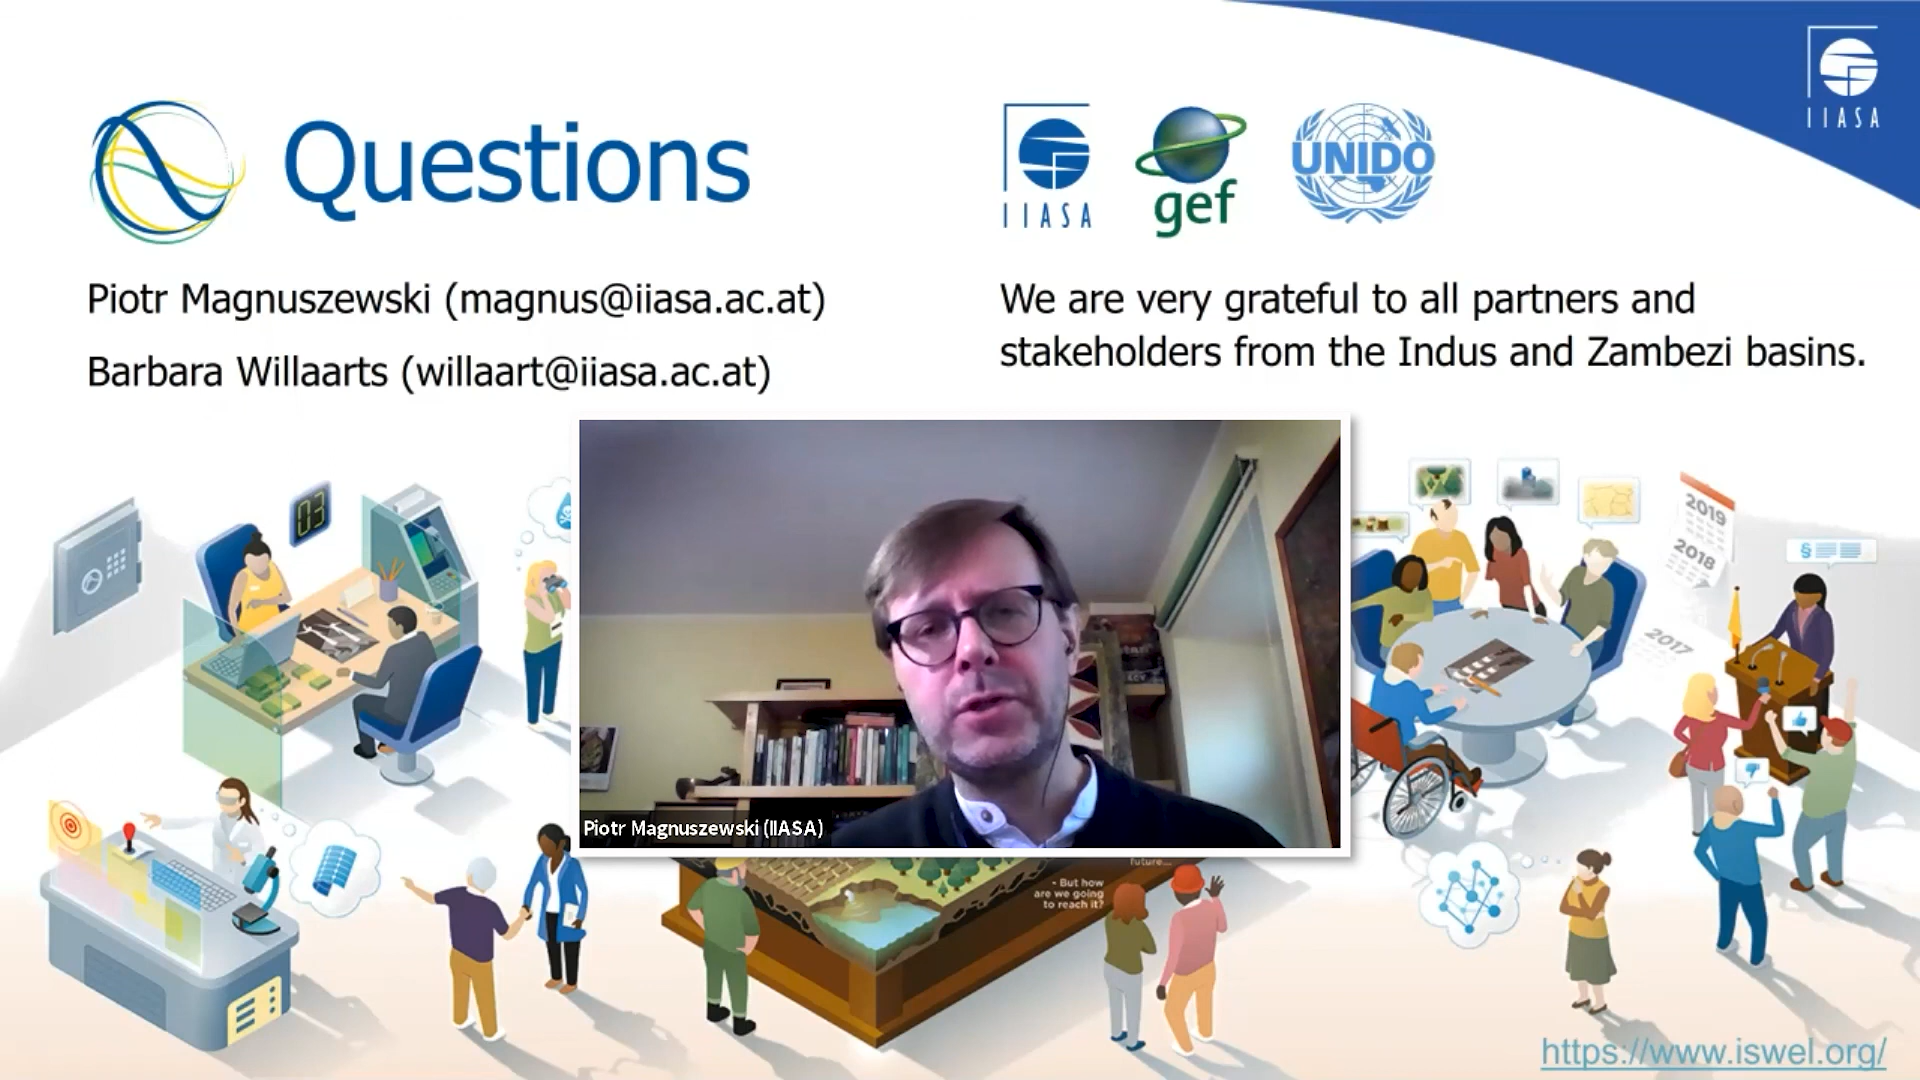 IIASA
Questions
IIASA
gef
UNIDO
Piotr Magnuszewski (magnus@iiasa.ac.at)
Barbara Willaarts (willaart@iiasa.ac.at)
We are very grateful to all partners and
stakeholders from the Indus and Zambezi basins.
03
2019
2018
2017
§
Piotr Magnuszewski (IIASA)
future...
- But how
are we going
to reach it?
https://www.iswel.org/